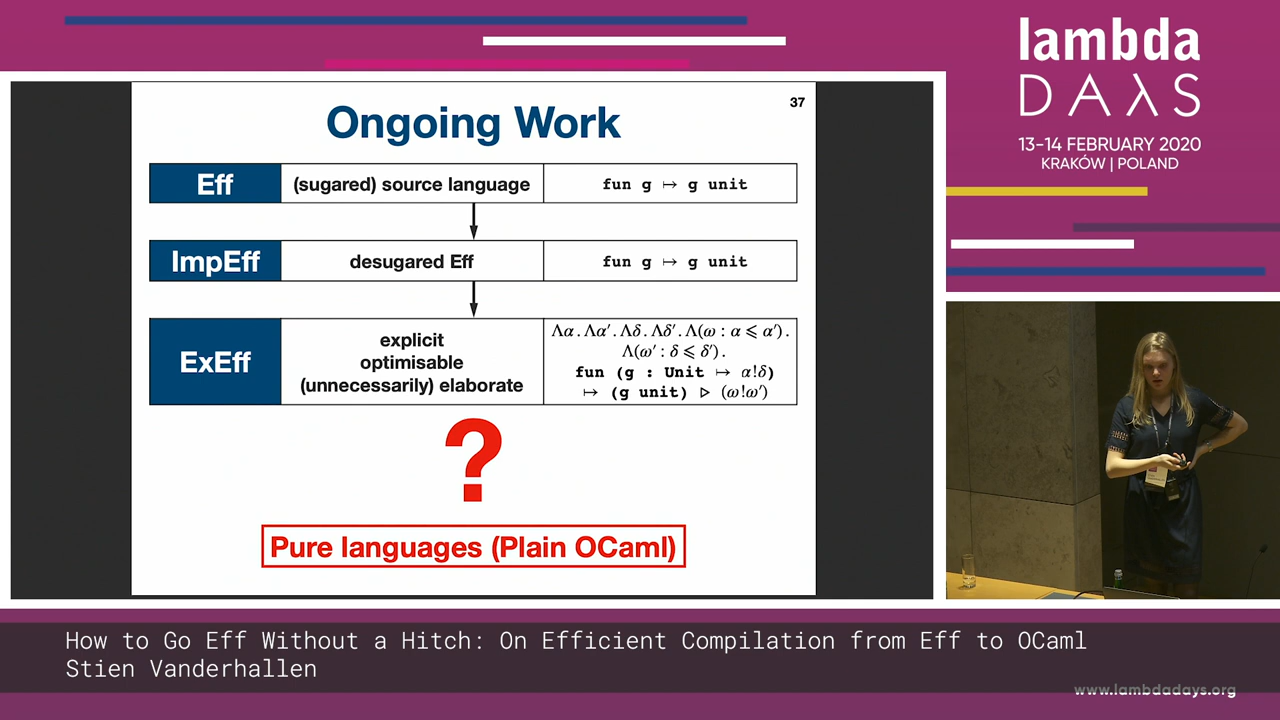 lambda
DAλS
13-14 FEBRUARY 2020
KRAKÓW | POLAND
37
Ongoing Work
Eff (sugared) source language fun g ↦ g unit
ImpEff desugared Eff fun g ↦ g unit
ExEff
explicit
optimisable
(unnecessarily) elaborate
Λα.Λα′.Λδ.Λδ′.Λ(ω : α ⩽ α′).
Λ(ω′ : δ ⩽ δ′).
fun (g : Unit ↦ α!δ)
↦ (g unit) ▷ (ω!ω′)
?
Pure languages (Plain OCaml)
How to Go Eff Without a Hitch: On Efficient Compilation from Eff to OCaml
Stien Vanderhallen
www.lambdadays.org